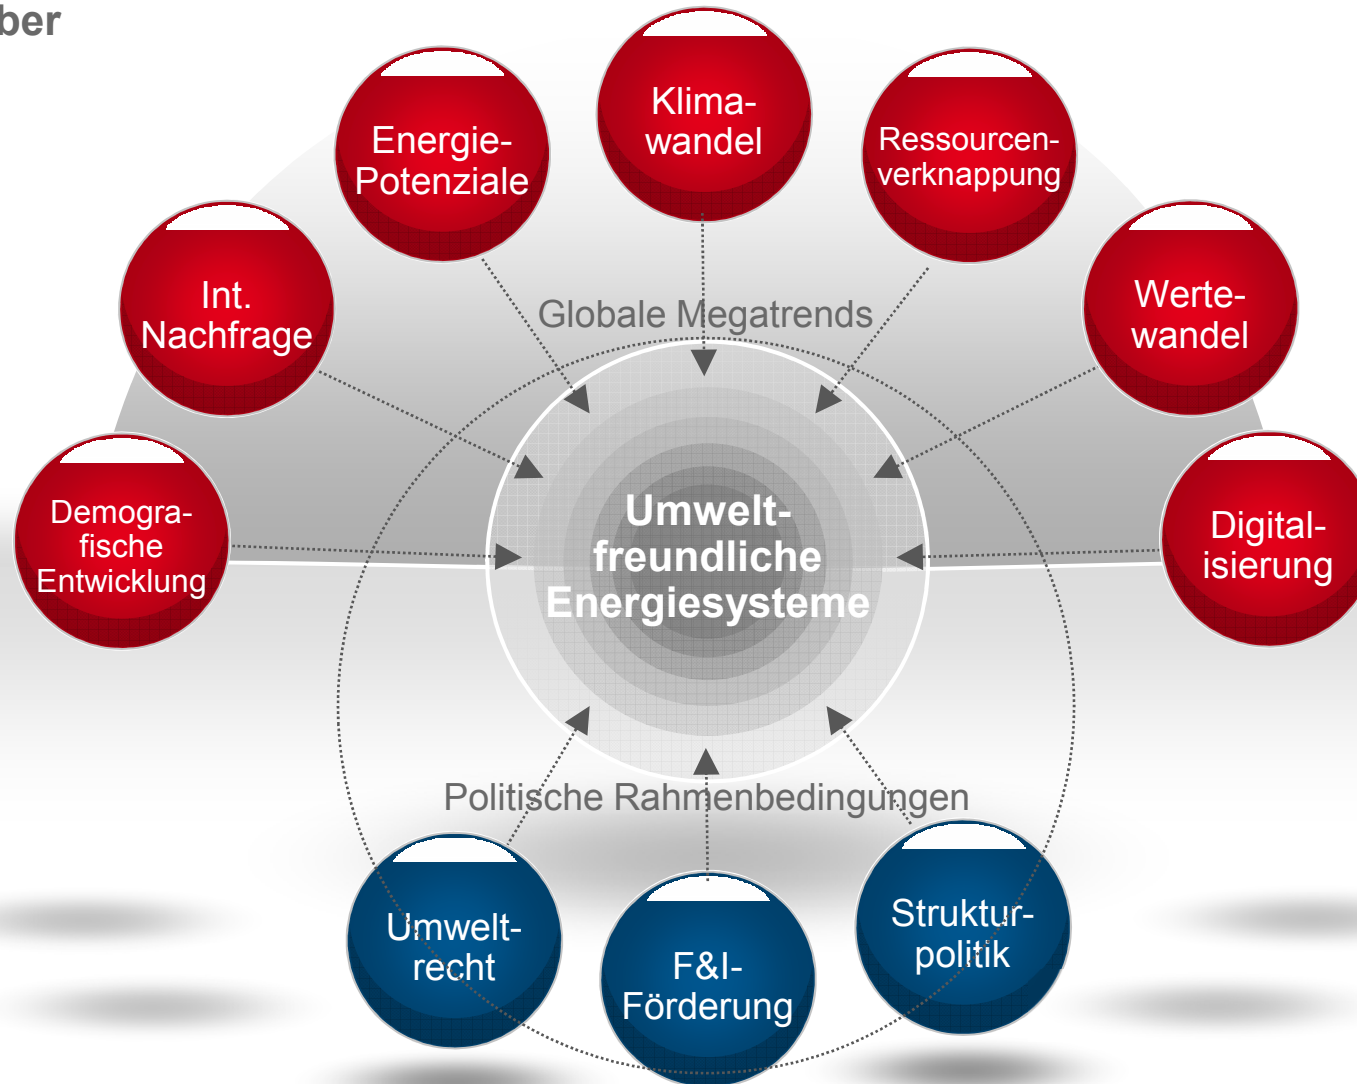 ber
Klima-
wandel
Energie-
Potenziale
Ressourcen-
verknappung
Int.
Nachfrage
Werte-
wandel
Globale Megatrends
Demogra-
fische
Entwicklung
Digital-
isierung
Umwelt-
freundliche
Energiesysteme
Politische Rahmenbedingungen
Umwelt-
recht
F&I-
Förderung
Struktur-
politik